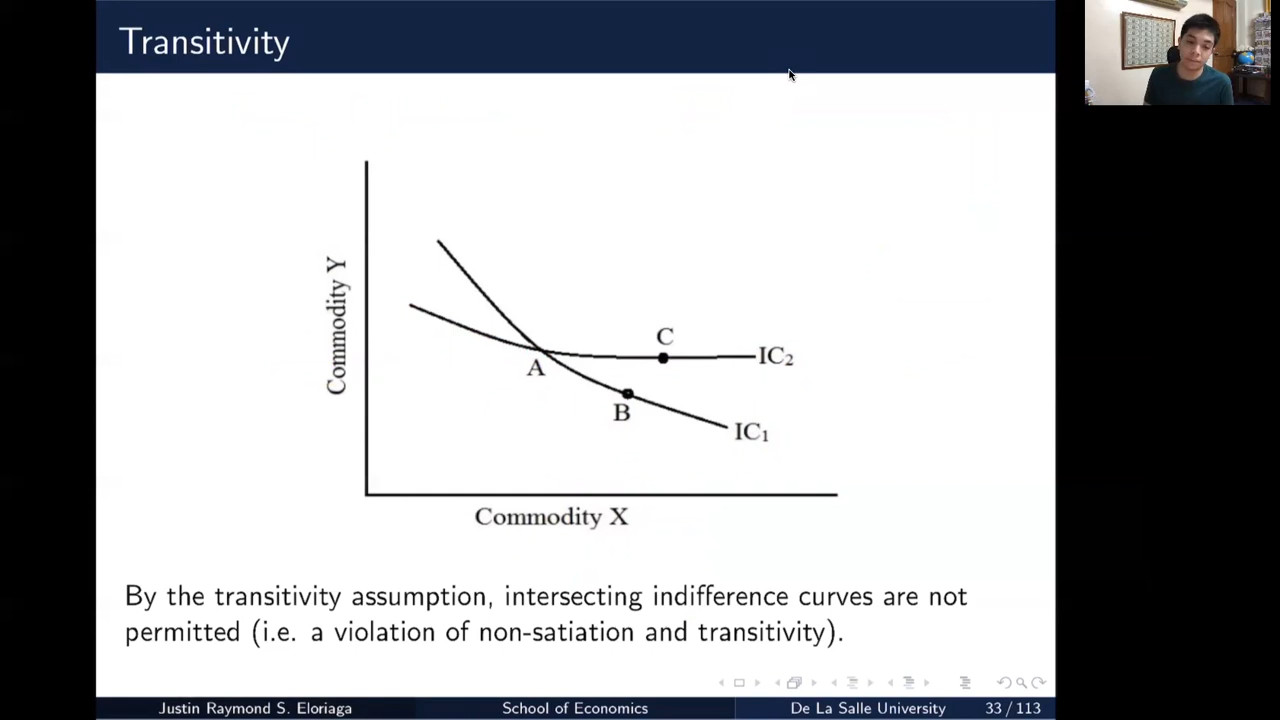 Transitivity
Commodity Y
C
IC₂
A
B
IC₁
Commodity X
By the transitivity assumption, intersecting indifference curves are not
permitted (i.e. a violation of non-satiation and transitivity).
Justin Raymond S. Eloriaga School of Economics De La Salle University 33 / 113